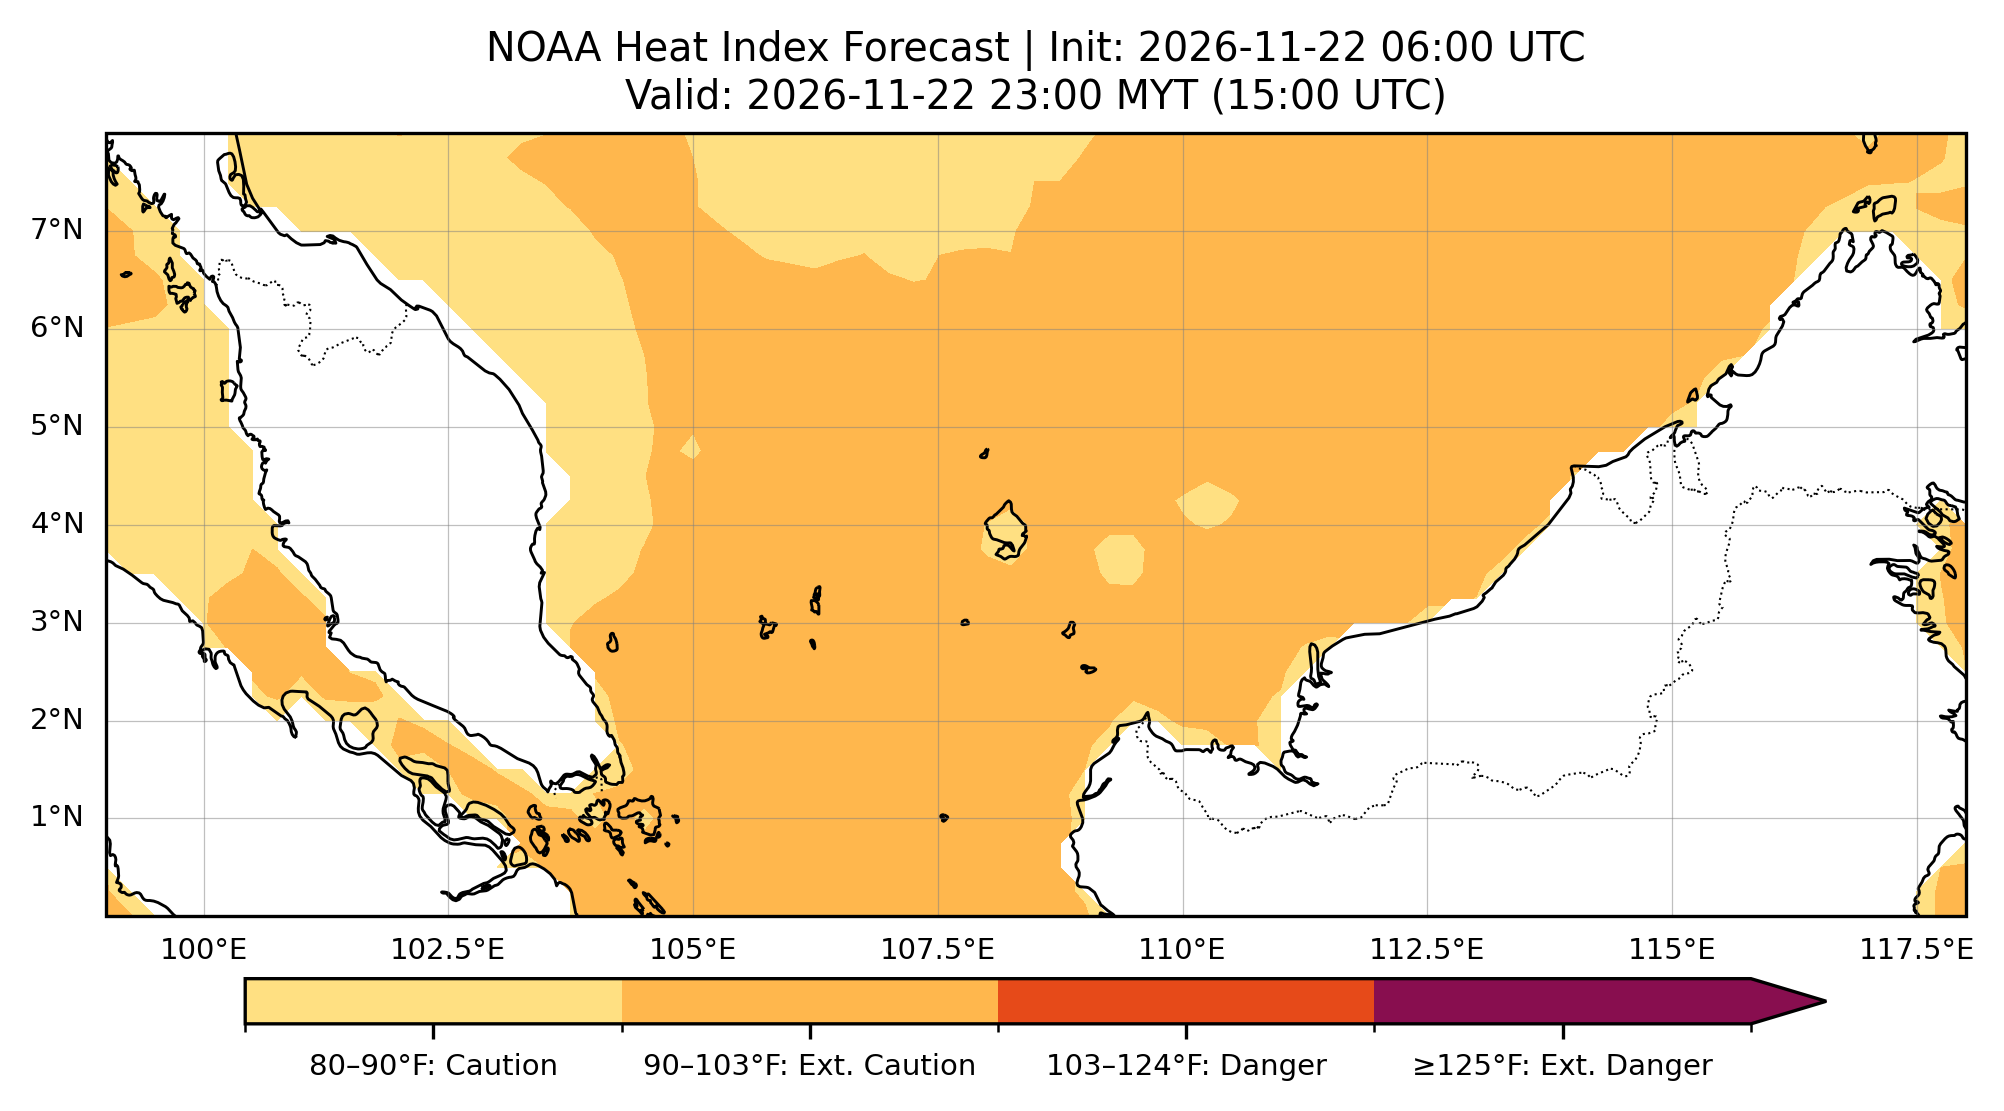 NOAA Heat Index Forecast | Init: 2026-11-22 06:00 UTC
Valid: 2026-11-22 23:00 MYT (15:00 UTC)
7°N
6°N
5°N
4°N
3°N
2°N
1°N
100°E 102.5°E 105°E 107.5°E 110°E 112.5°E 115°E 117.5°E
80–90°F: Caution 90–103°F: Ext. Caution 103–124°F: Danger ≥125°F: Ext. Danger